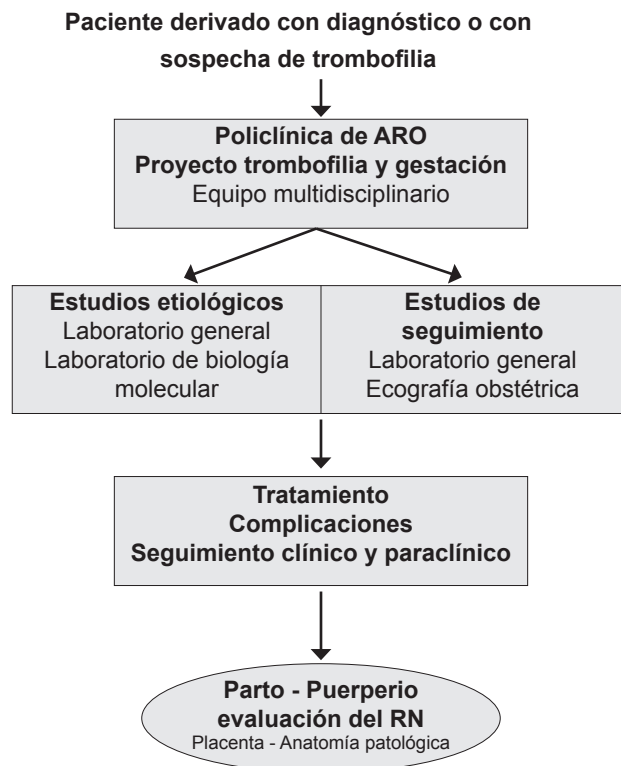 Paciente derivado con diagnóstico o con
sospecha de trombofilia
Policlínica de ARO
Proyecto trombofilia y gestación
Equipo multidisciplinario
Estudios etiológicos
Laboratorio general
Laboratorio de biología
molecular
Estudios de
seguimiento
Laboratorio general
Ecografía obstétrica
Tratamiento
Complicaciones
Seguimiento clínico y paraclínico
Parto - Puerperio
evaluación del RN
Placenta - Anatomía patológica